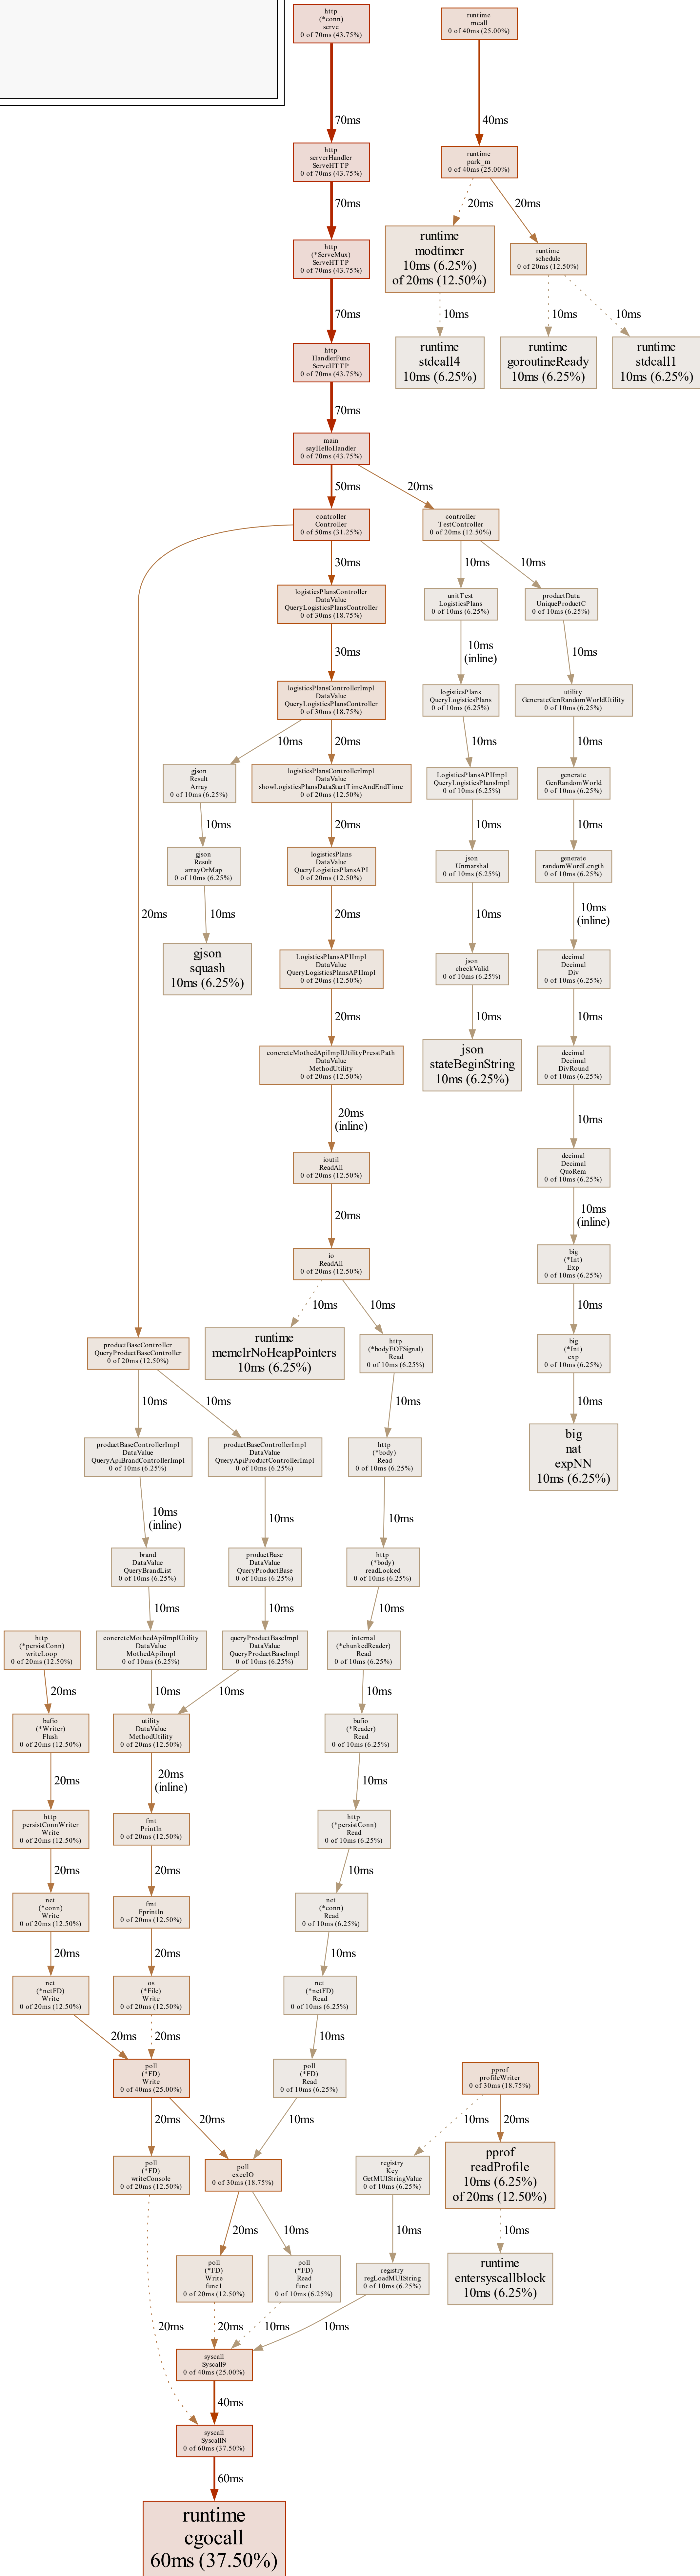 http
(*conn)
serve
0 of 70ms (43.75%)
runtime
mcall
0 of 40ms (25.00%)
70ms
40ms
http
serverHandler
ServeHTTP
0 of 70ms (43.75%)
runtime
park_m
0 of 40ms (25.00%)
70ms
20ms
20ms
http
(*ServeMux)
ServeHTTP
0 of 70ms (43.75%)
runtime
modtimer
10ms (6.25%)
of 20ms (12.50%)
runtime
schedule
0 of 20ms (12.50%)
70ms
10ms
10ms
10ms
http
HandlerFunc
ServeHTTP
0 of 70ms (43.75%)
runtime
stdcall4
10ms (6.25%)
runtime
goroutineReady
10ms (6.25%)
runtime
stdcall1
10ms (6.25%)
70ms
main
sayHelloHandler
0 of 70ms (43.75%)
50ms
20ms
controller
Controller
0 of 50ms (31.25%)
controller
TestController
0 of 20ms (12.50%)
30ms
10ms
10ms
logisticsPlansController
DataValue
QueryLogisticsPlansController
0 of 30ms (18.75%)
unitTest
LogisticsPlans
0 of 10ms (6.25%)
productData
UniqueProductC
0 of 10ms (6.25%)
30ms
10ms
(inline)
10ms
logisticsPlansControllerImpl
DataValue
QueryLogisticsPlansController
0 of 30ms (18.75%)
logisticsPlans
QueryLogisticsPlans
0 of 10ms (6.25%)
utility
GenerateGenRandomWorldUtility
0 of 10ms (6.25%)
10ms
20ms
10ms
10ms
gjson
Result
Array
0 of 10ms (6.25%)
logisticsPlansControllerImpl
DataValue
showLogisticsPlansDataStartTimeAndEndTime
0 of 20ms (12.50%)
LogisticsPlansAPIImpl
QueryLogisticsPlansImpl
0 of 10ms (6.25%)
generate
GenRandomWorld
0 of 10ms (6.25%)
10ms
20ms
10ms
10ms
gjson
Result
arrayOrMap
0 of 10ms (6.25%)
logisticsPlans
DataValue
QueryLogisticsPlansAPI
0 of 20ms (12.50%)
json
Unmarshal
0 of 10ms (6.25%)
generate
randomWordLength
0 of 10ms (6.25%)
20ms
10ms
20ms
10ms
10ms
(inline)
gjson
squash
10ms (6.25%)
LogisticsPlansAPIImpl
DataValue
QueryLogisticsPlansAPIImpl
0 of 20ms (12.50%)
json
checkValid
0 of 10ms (6.25%)
decimal
Decimal
Div
0 of 10ms (6.25%)
20ms
10ms
10ms
concreteMothedApiImplUtilityPresstPath
DataValue
MethodUtility
0 of 20ms (12.50%)
json
stateBeginString
10ms (6.25%)
decimal
Decimal
DivRound
0 of 10ms (6.25%)
20ms
(inline)
10ms
ioutil
ReadAll
0 of 20ms (12.50%)
decimal
Decimal
QuoRem
0 of 10ms (6.25%)
20ms
10ms
(inline)
io
ReadAll
0 of 20ms (12.50%)
big
(*Int)
Exp
0 of 10ms (6.25%)
10ms
10ms
10ms
productBaseController
QueryProductBaseController
0 of 20ms (12.50%)
runtime
memclrNoHeapPointers
10ms (6.25%)
http
(*bodyEOFSignal)
Read
0 of 10ms (6.25%)
big
(*Int)
exp
0 of 10ms (6.25%)
10ms
10ms
10ms
10ms
productBaseControllerImpl
DataValue
QueryApiBrandControllerImpl
0 of 10ms (6.25%)
productBaseControllerImpl
DataValue
QueryApiProductControllerImpl
0 of 10ms (6.25%)
http
(*body)
Read
0 of 10ms (6.25%)
big
nat
expNN
10ms (6.25%)
10ms
(inline)
10ms
10ms
brand
DataValue
QueryBrandList
0 of 10ms (6.25%)
productBase
DataValue
QueryProductBase
0 of 10ms (6.25%)
http
(*body)
readLocked
0 of 10ms (6.25%)
10ms
10ms
10ms
http
(*persistConn)
writeLoop
0 of 20ms (12.50%)
concreteMothedApiImplUtility
DataValue
MothedApiImpl
0 of 10ms (6.25%)
queryProductBaseImpl
DataValue
QueryProductBaseImpl
0 of 10ms (6.25%)
internal
(*chunkedReader)
Read
0 of 10ms (6.25%)
20ms
10ms
10ms
10ms
bufio
(*Writer)
Flush
0 of 20ms (12.50%)
utility
DataValue
MethodUtility
0 of 20ms (12.50%)
bufio
(*Reader)
Read
0 of 10ms (6.25%)
20ms
20ms
(inline)
10ms
http
persistConnWriter
Write
0 of 20ms (12.50%)
fmt
Println
0 of 20ms (12.50%)
http
(*persistConn)
Read
0 of 10ms (6.25%)
20ms
20ms
10ms
net
(*conn)
Write
0 of 20ms (12.50%)
fmt
Fprintln
0 of 20ms (12.50%)
net
(*conn)
Read
0 of 10ms (6.25%)
20ms
20ms
10ms
net
(*netFD)
Write
0 of 20ms (12.50%)
os
(*File)
Write
0 of 20ms (12.50%)
net
(*netFD)
Read
0 of 10ms (6.25%)
20ms
20ms
10ms
poll
(*FD)
Write
0 of 40ms (25.00%)
poll
(*FD)
Read
0 of 10ms (6.25%)
pprof
profileWriter
0 of 30ms (18.75%)
20ms
20ms
10ms
10ms
20ms
poll
(*FD)
writeConsole
0 of 20ms (12.50%)
poll
execIO
0 of 30ms (18.75%)
registry
Key
GetMUIStringValue
0 of 10ms (6.25%)
pprof
readProfile
10ms (6.25%)
of 20ms (12.50%)
20ms
10ms
10ms
10ms
poll
(*FD)
Write
func1
0 of 20ms (12.50%)
poll
(*FD)
Read
func1
0 of 10ms (6.25%)
registry
regLoadMUIString
0 of 10ms (6.25%)
runtime
entersyscallblock
10ms (6.25%)
20ms
20ms
10ms
10ms
syscall
Syscall9
0 of 40ms (25.00%)
40ms
syscall
SyscallN
0 of 60ms (37.50%)
60ms
runtime
cgocall
60ms (37.50%)